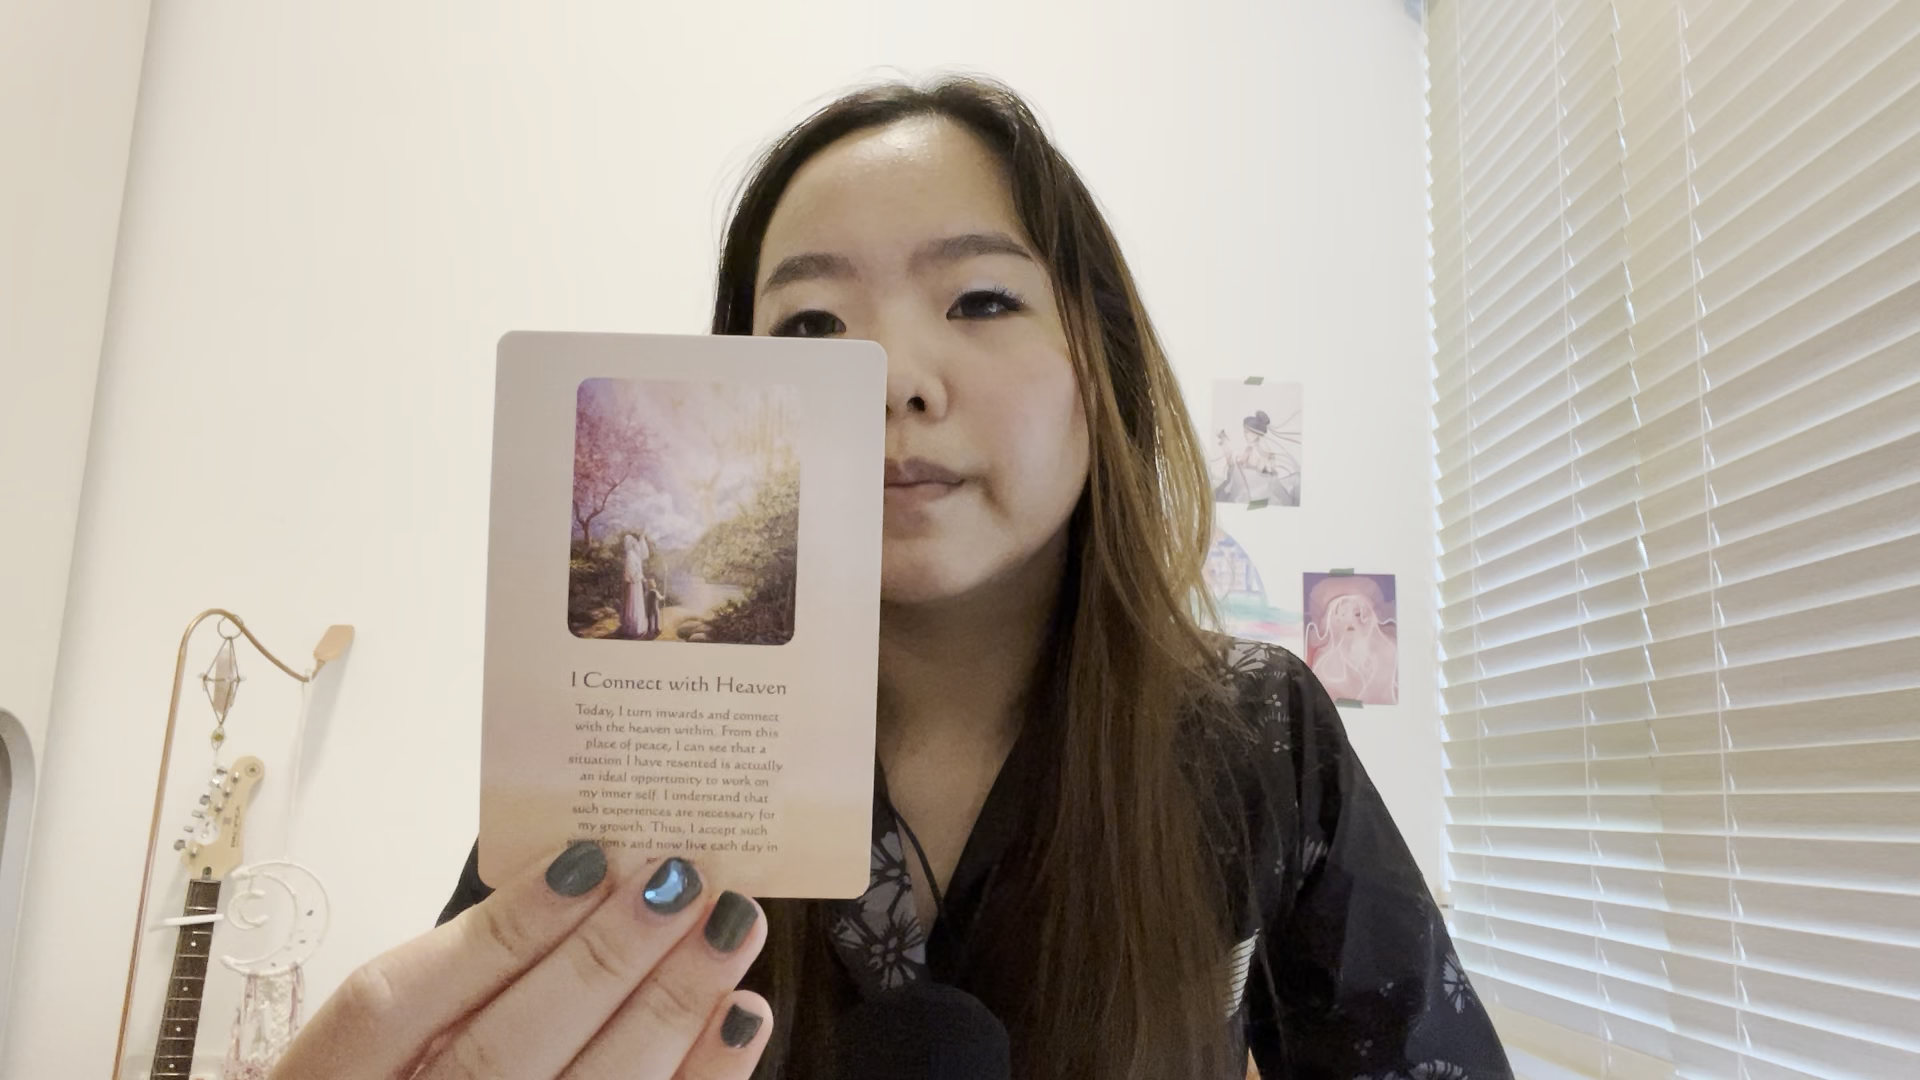 I Connect with Heaven
Today, I turn inwards and connect
with the heaven within. From this
place of peace, I can see that a
situation I have resented is actually
an ideal opportunity to work on
my inner self. I understand that
such experiences are necessary for
my growth. Thus, I accept such
situations and now live each day in